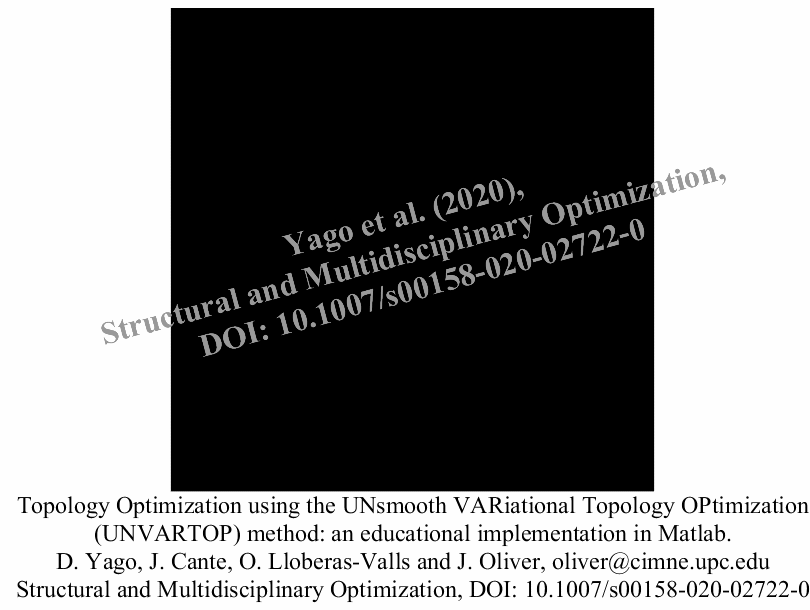 Yago et al. (2020),
Structural and Multidisciplinary Optimization,
DOI: 10.1007/s00158-020-02722-0
Topology Optimization using the UNsmooth VARiational Topology OPtimization
(UNVARTOP) method: an educational implementation in Matlab.
D. Yago, J. Cante, O. Lloberas-Valls and J. Oliver, oliver@cimne.upc.edu
Structural and Multidisciplinary Optimization, DOI: 10.1007/s00158-020-02722-0